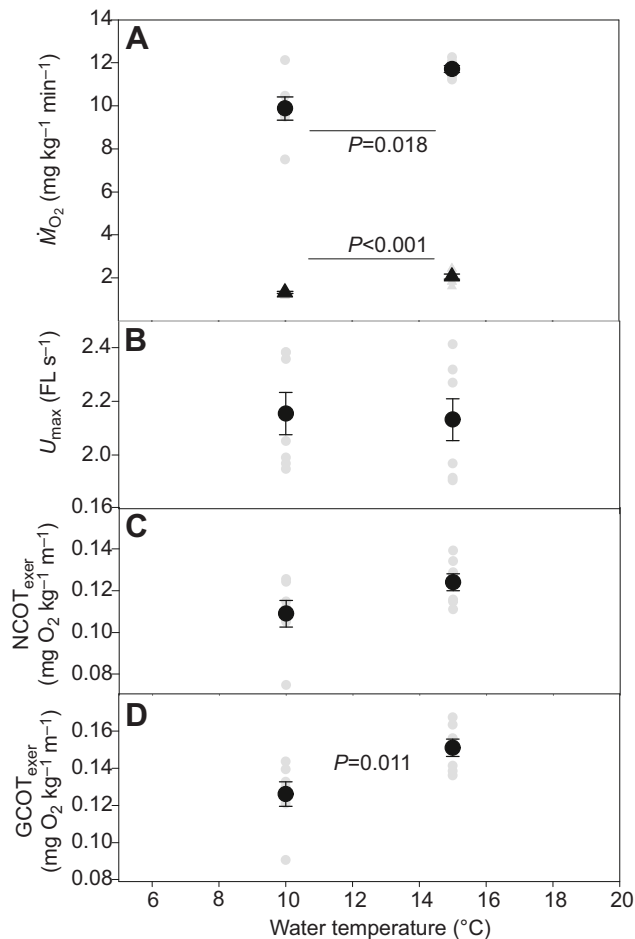 A
14
12
10
8
6
4
2
ṀO₂ (mg kg⁻¹ min⁻¹)
P=0.018
P<0.001
B
2.4
2.2
2.0
0.16
Umax (FL s⁻¹)
C
0.14
0.12
0.10
0.08
NCOTexer
(mg O₂ kg⁻¹ m⁻¹)
D
0.16
0.14
0.12
0.10
0.08
GCOTexer
(mg O₂ kg⁻¹ m⁻¹)
P=0.011
6 8 10 12 14 16 18 20
Water temperature (°C)